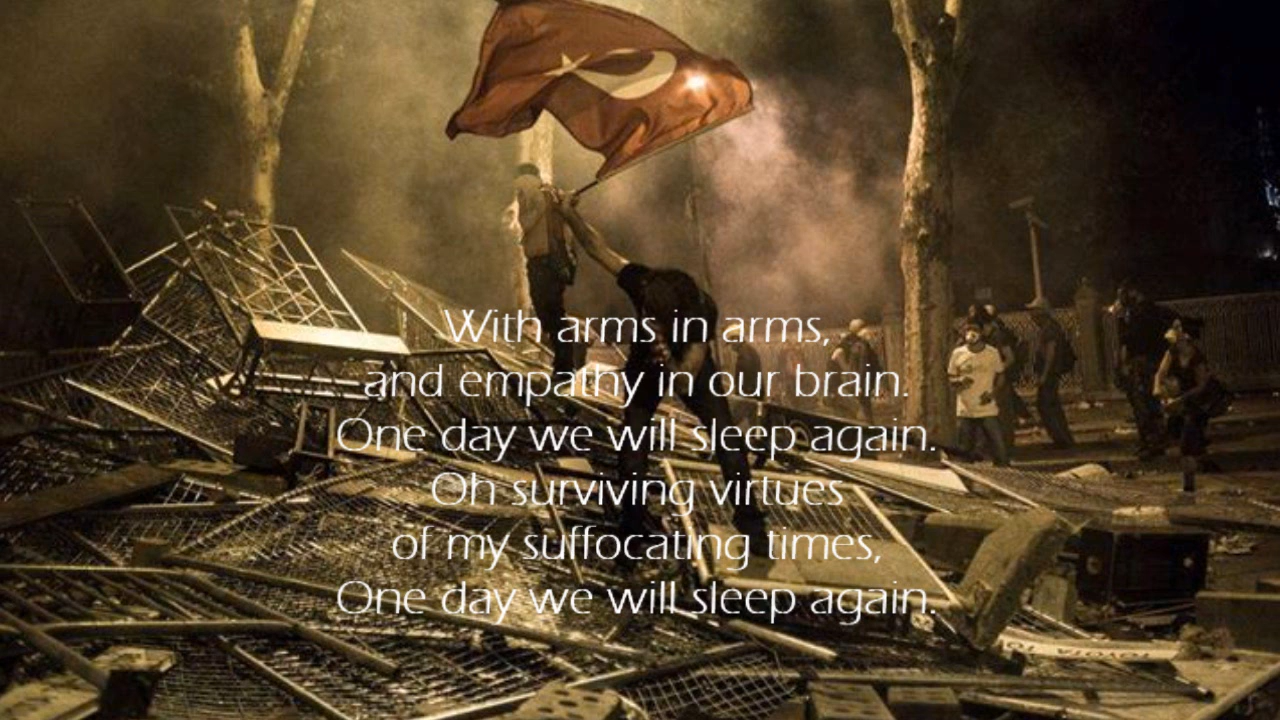 With arms in arms,
and empathy in our brain.
One day we will sleep again.
Oh surviving virtues
of my suffocating times,
One day we will sleep again.
TOYOTA